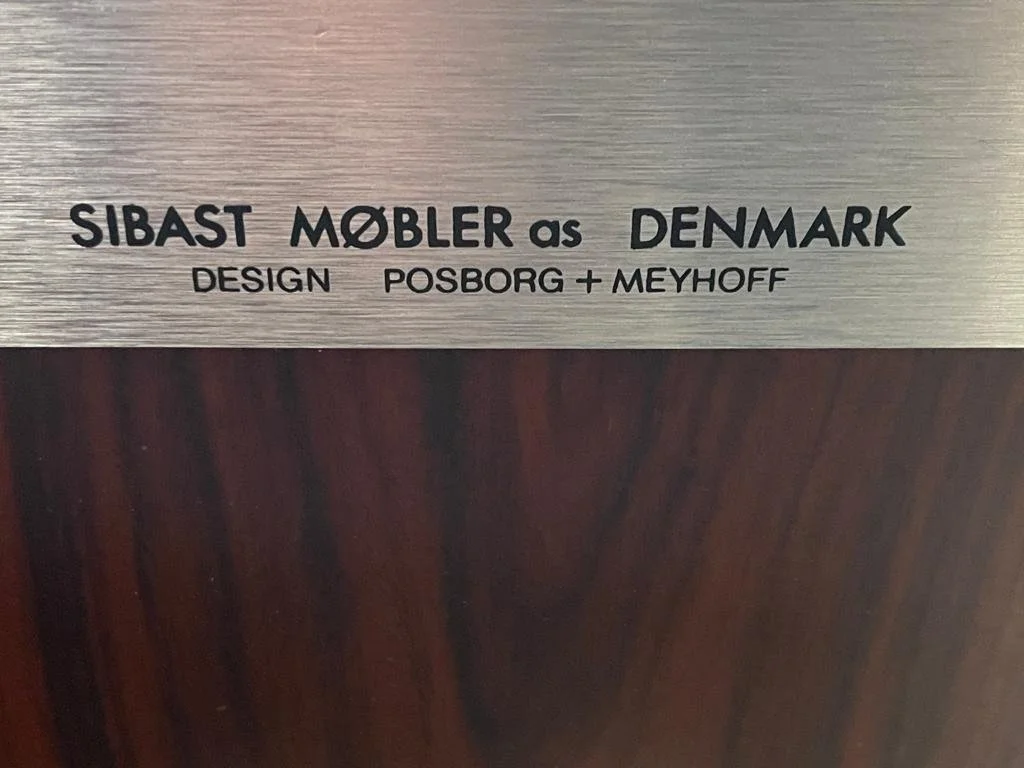 SIBAST MØBLER as DENMARK
DESIGN POSBORG + MEYHOFF